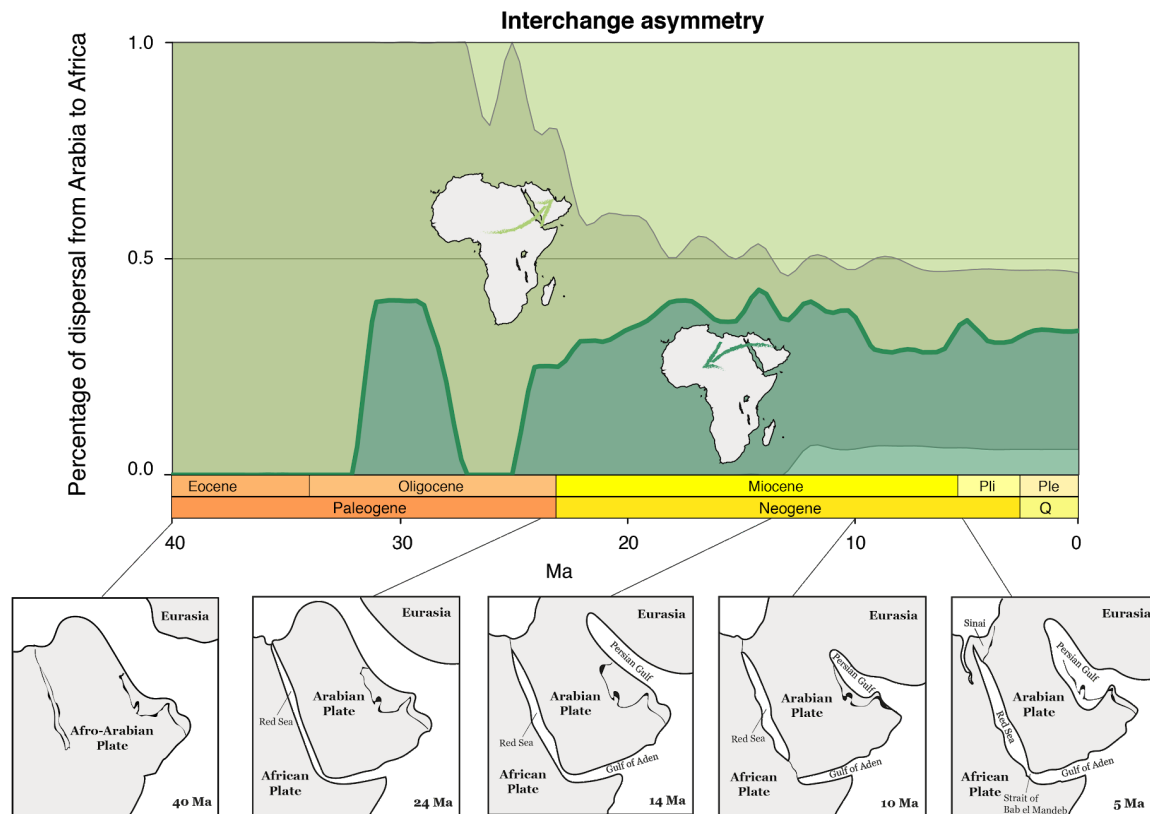 Interchange asymmetry
Percentage of dispersal from Arabia to Africa
1.0
0.5
0.0
Eocene
Oligocene
Miocene
Pli
Ple
Paleogene
Neogene
Q
40
30
20
10
0
Ma
Eurasia
Afro-Arabian
Plate
40 Ma
Eurasia
Arabian
Plate
Red Sea
African
Plate
24 Ma
Eurasia
Persian Gulf
Arabian
Plate
Red Sea
Gulf of Aden
African
Plate
14 Ma
Eurasia
Persian Gulf
Arabian
Plate
Red Sea
Gulf of Aden
African
Plate
10 Ma
Eurasia
Sinai
Persian Gulf
Arabian
Plate
Red Sea
Gulf of Aden
African
Plate
Strait of
Bab el Mandeb
5 Ma